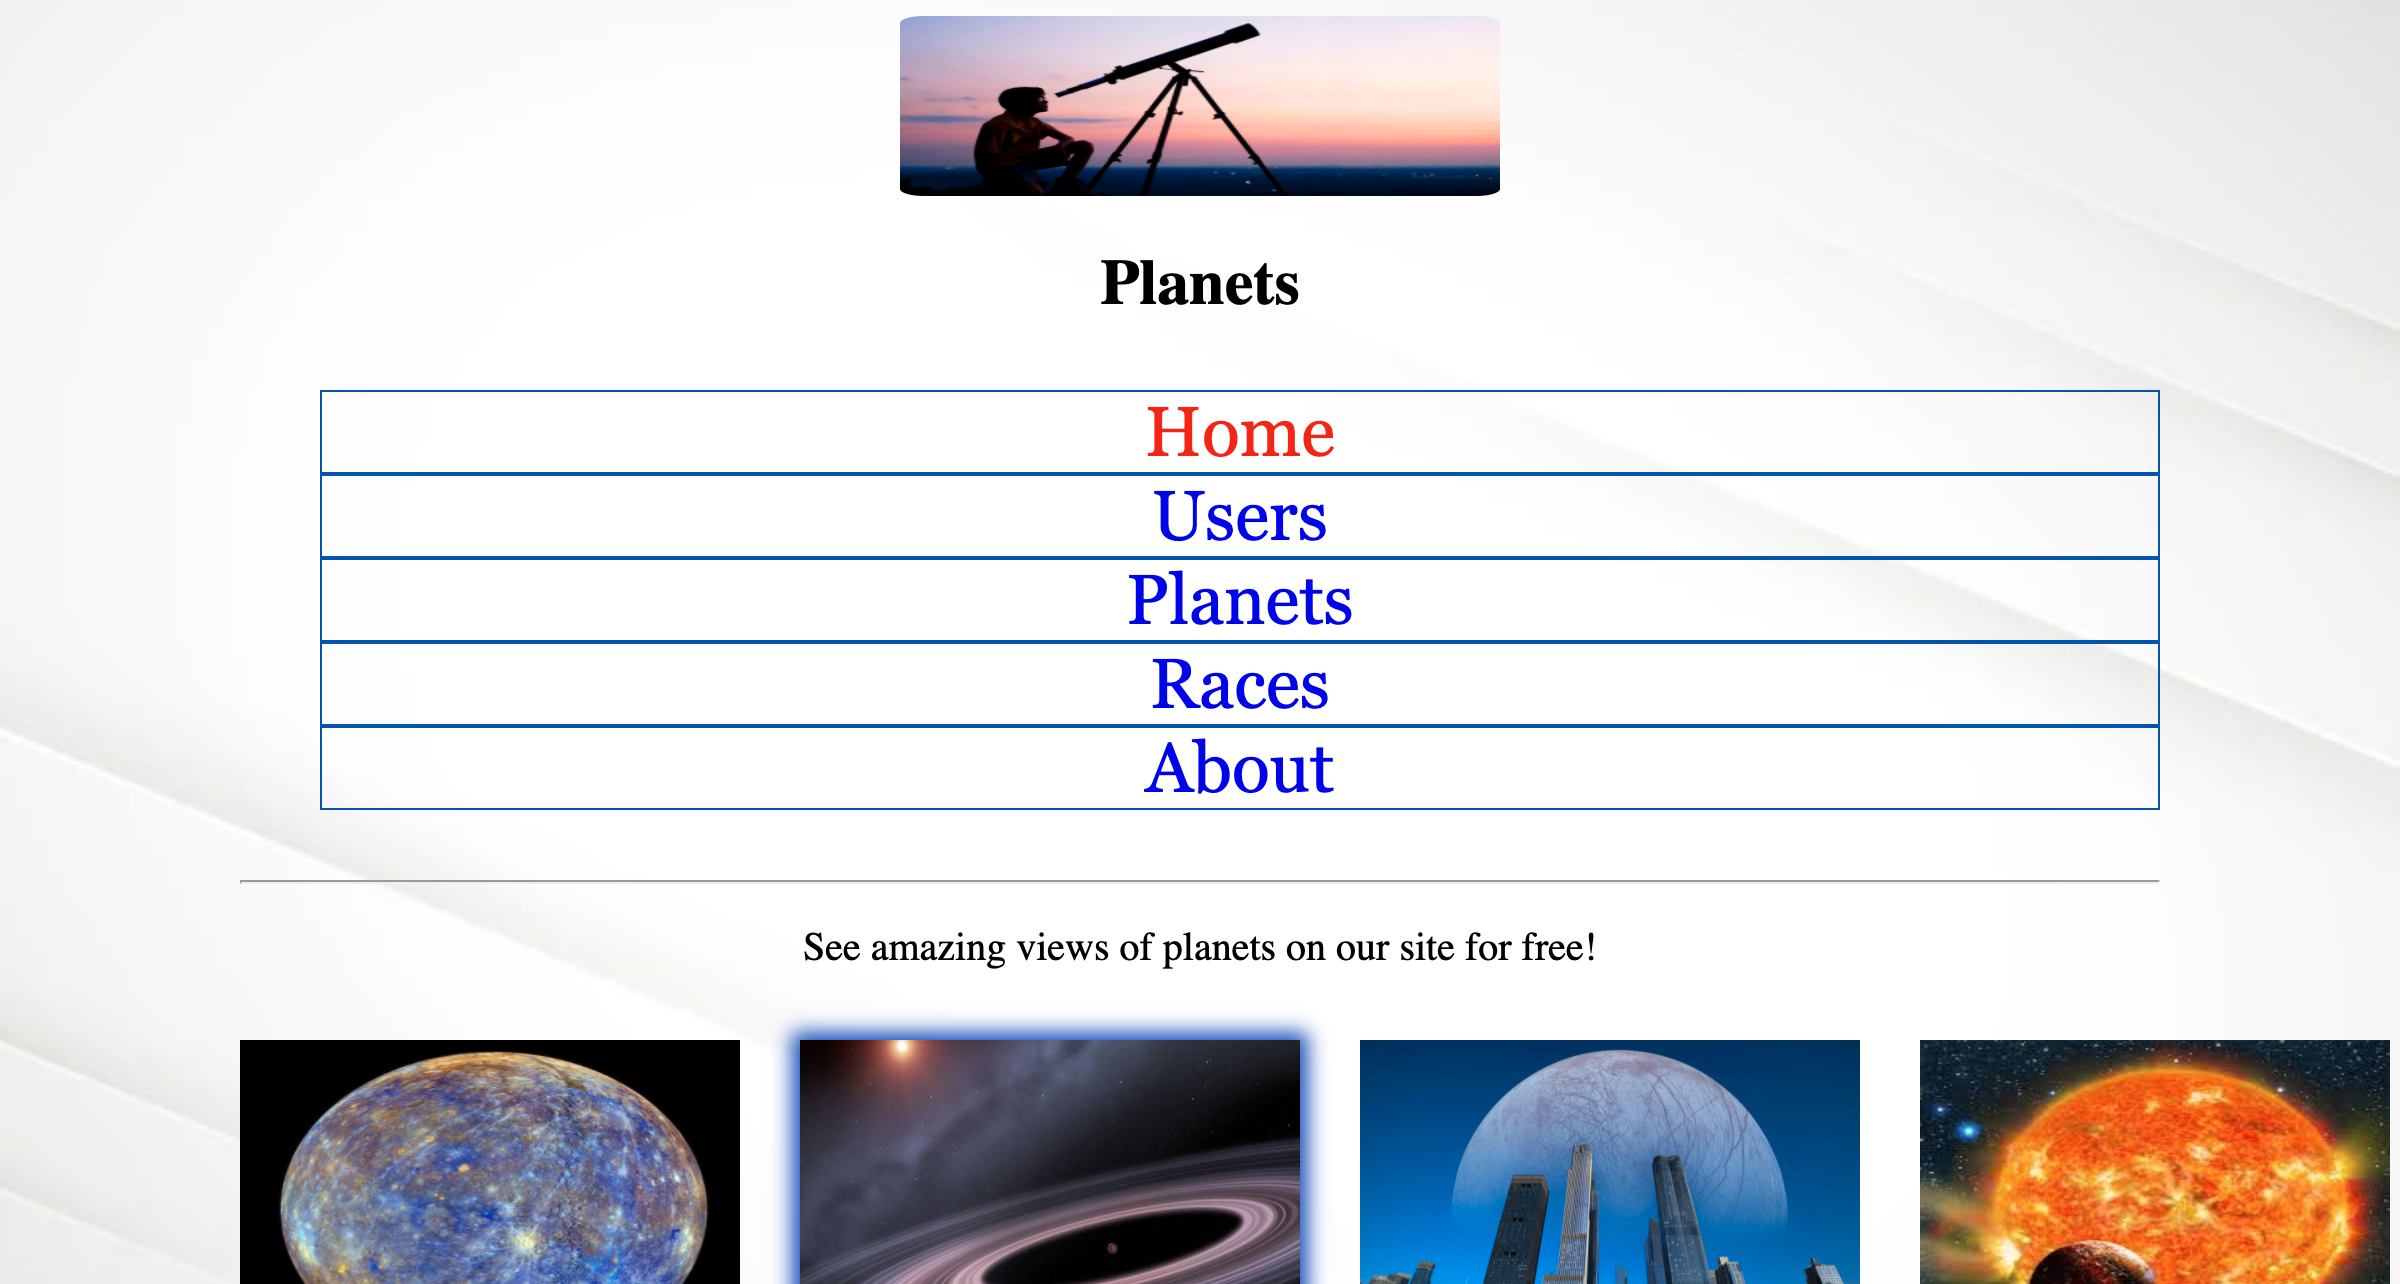 Planets
Home
Users
Planets
Races
About
See amazing views of planets on our site for free!